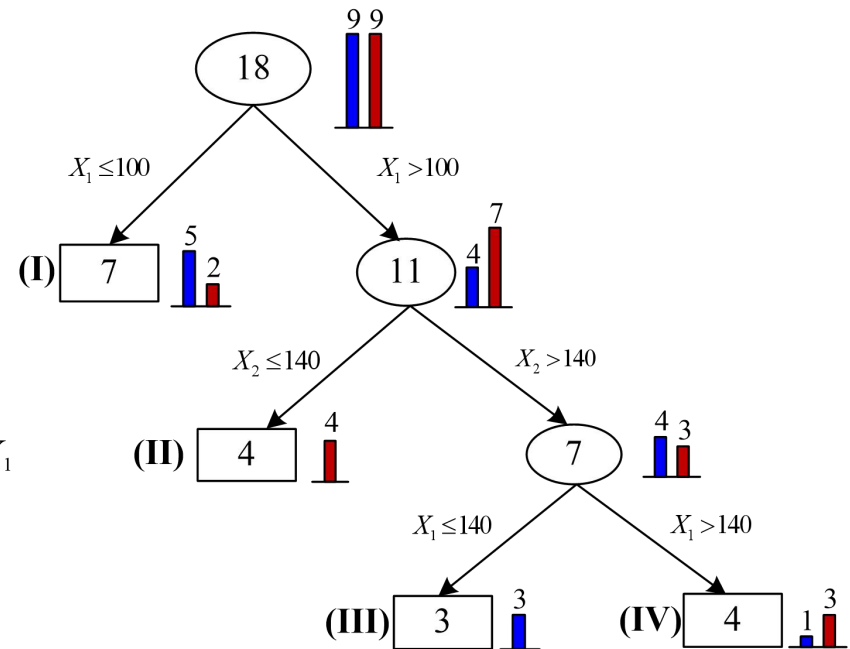 9 9
18
X₁ ≤100
X₁ >100
(I) 7
5
2
11
4
7
X₂ ≤140
X₂ >140
(II) 4
4
7
4 3
₁
X₁ ≤140
X₁ >140
(III) 3
3
(IV) 4
1
3